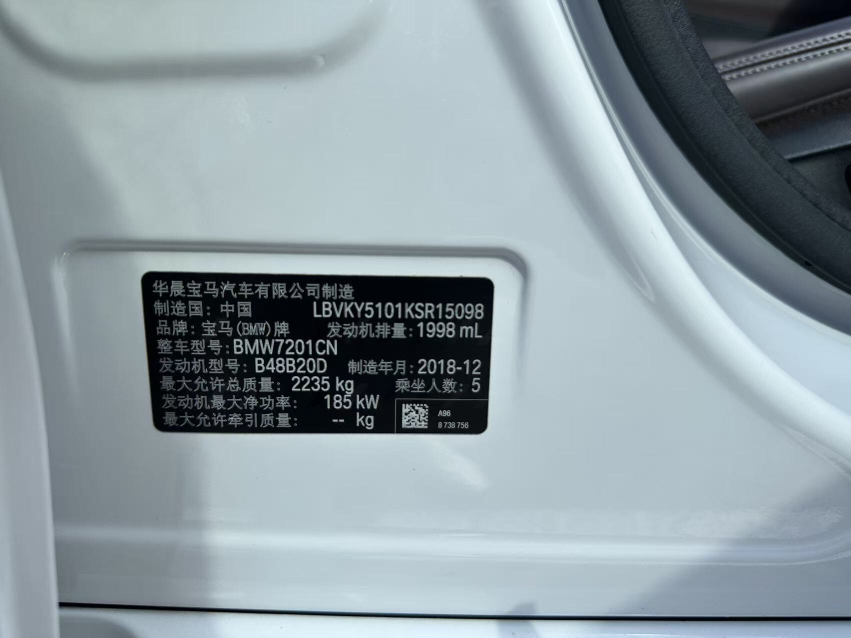 华晨宝马汽车有限公司制造
制造国：中国 LBVKY5101KSR15098
品牌：宝马(BMW)牌 发动机排量：1998 mL
整车型号：BMW7201CN
发动机型号：B48B20D 制造年月：2018-12
最大允许总质量：2235 kg 乘坐人数：5
发动机最大净功率： 185 kW
最大允许牵引质量： -- kg
A96
8 738 756